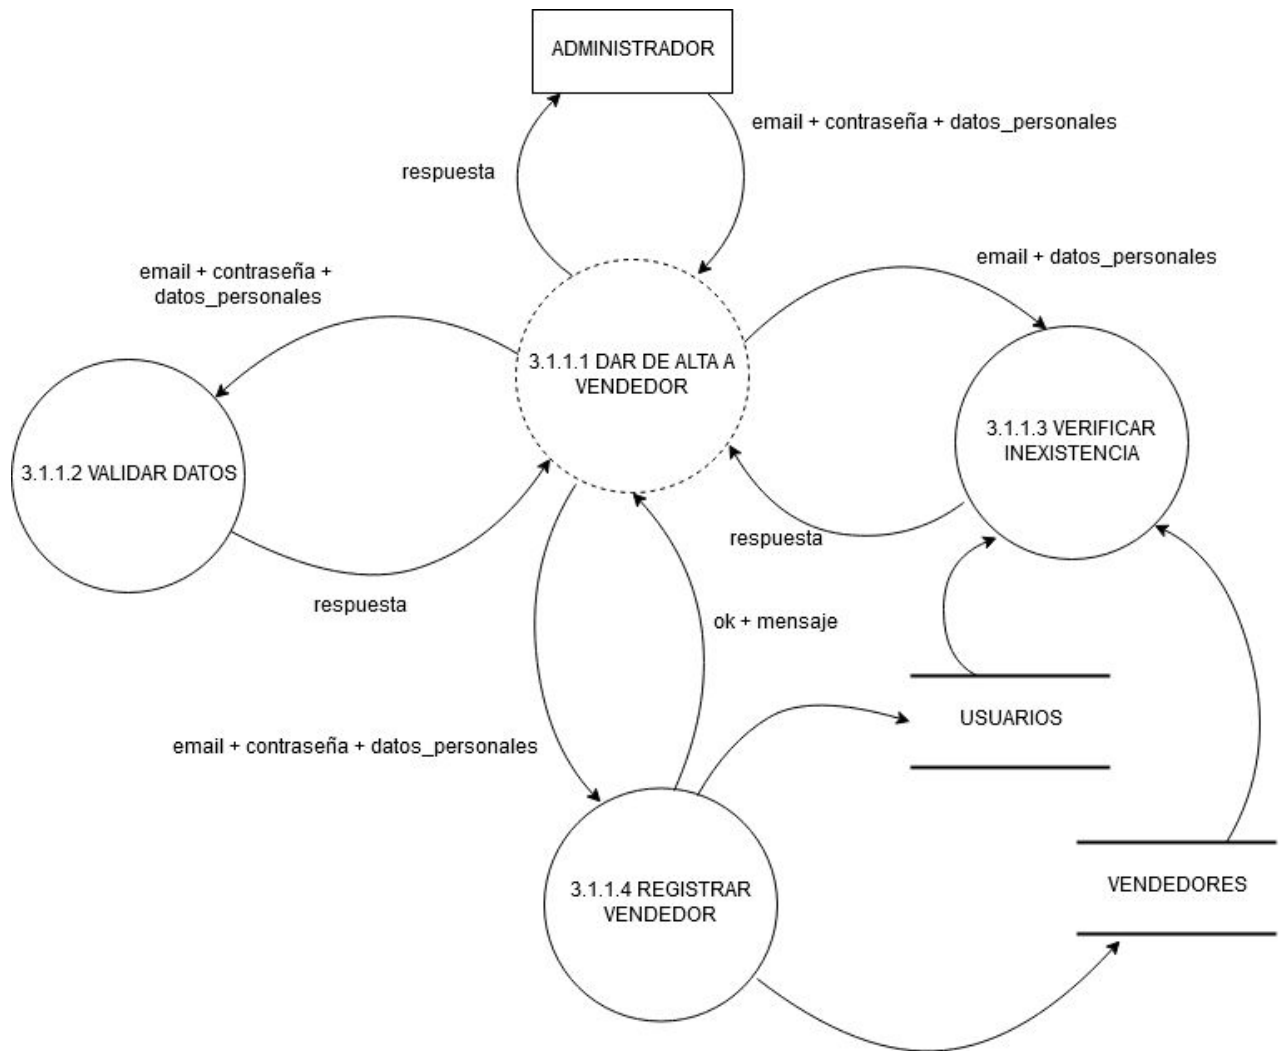 ADMINISTRADOR
email + contraseña + datos_personales
respuesta
email + contraseña +
datos_personales
email + datos_personales
3.1.1.1 DAR DE ALTA A
VENDEDOR
3.1.1.2 VALIDAR DATOS
3.1.1.3 VERIFICAR
INEXISTENCIA
respuesta
respuesta
ok + mensaje
email + contraseña + datos_personales
USUARIOS
3.1.1.4 REGISTRAR
VENDEDOR
VENDEDORES